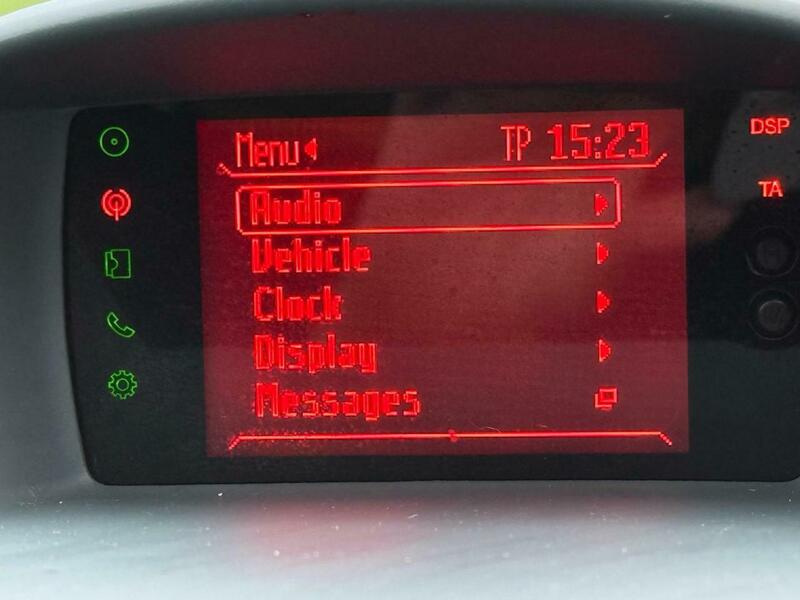 Menu TP 15:23
Audio
Vehicle
Clock
Display
Messages
DSP
TA